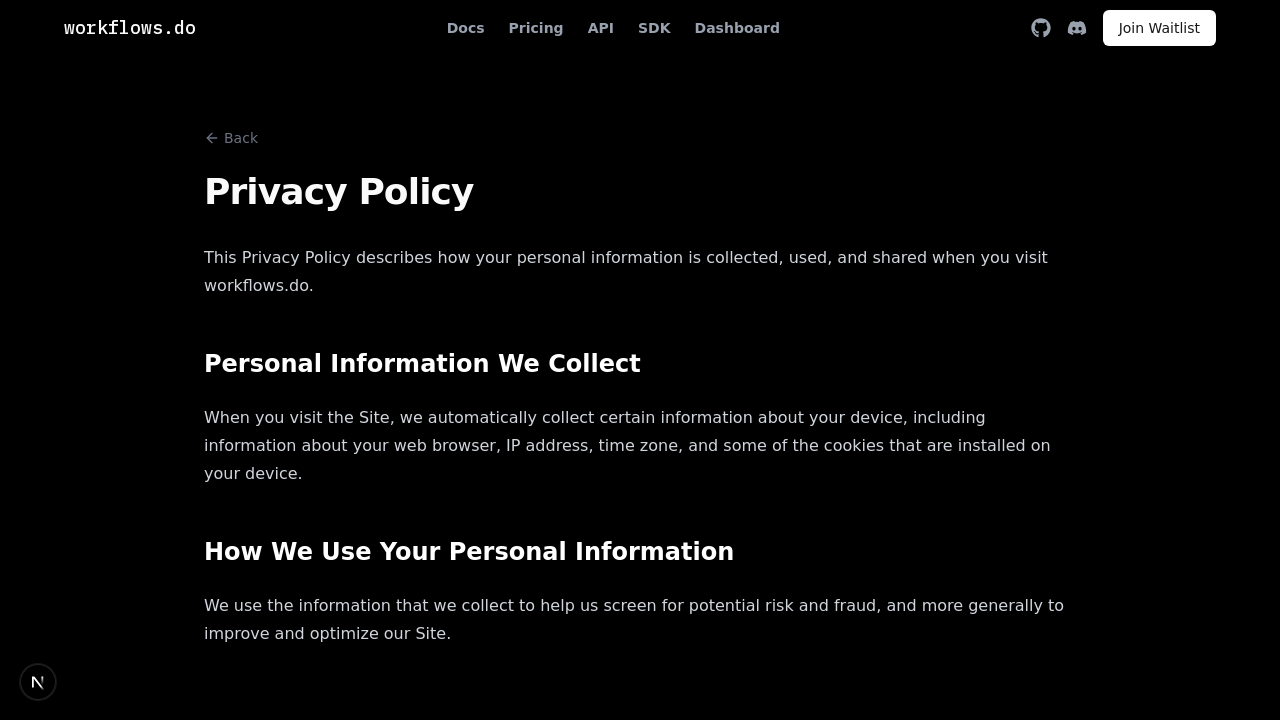 workflows.do
Docs
Pricing
API
SDK
Dashboard
Join Waitlist
Back
Privacy Policy
This Privacy Policy describes how your personal information is collected, used, and shared when you visit
workflows.do.
Personal Information We Collect
When you visit the Site, we automatically collect certain information about your device, including
information about your web browser, IP address, time zone, and some of the cookies that are installed on
your device.
How We Use Your Personal Information
We use the information that we collect to help us screen for potential risk and fraud, and more generally to
improve and optimize our Site.
N